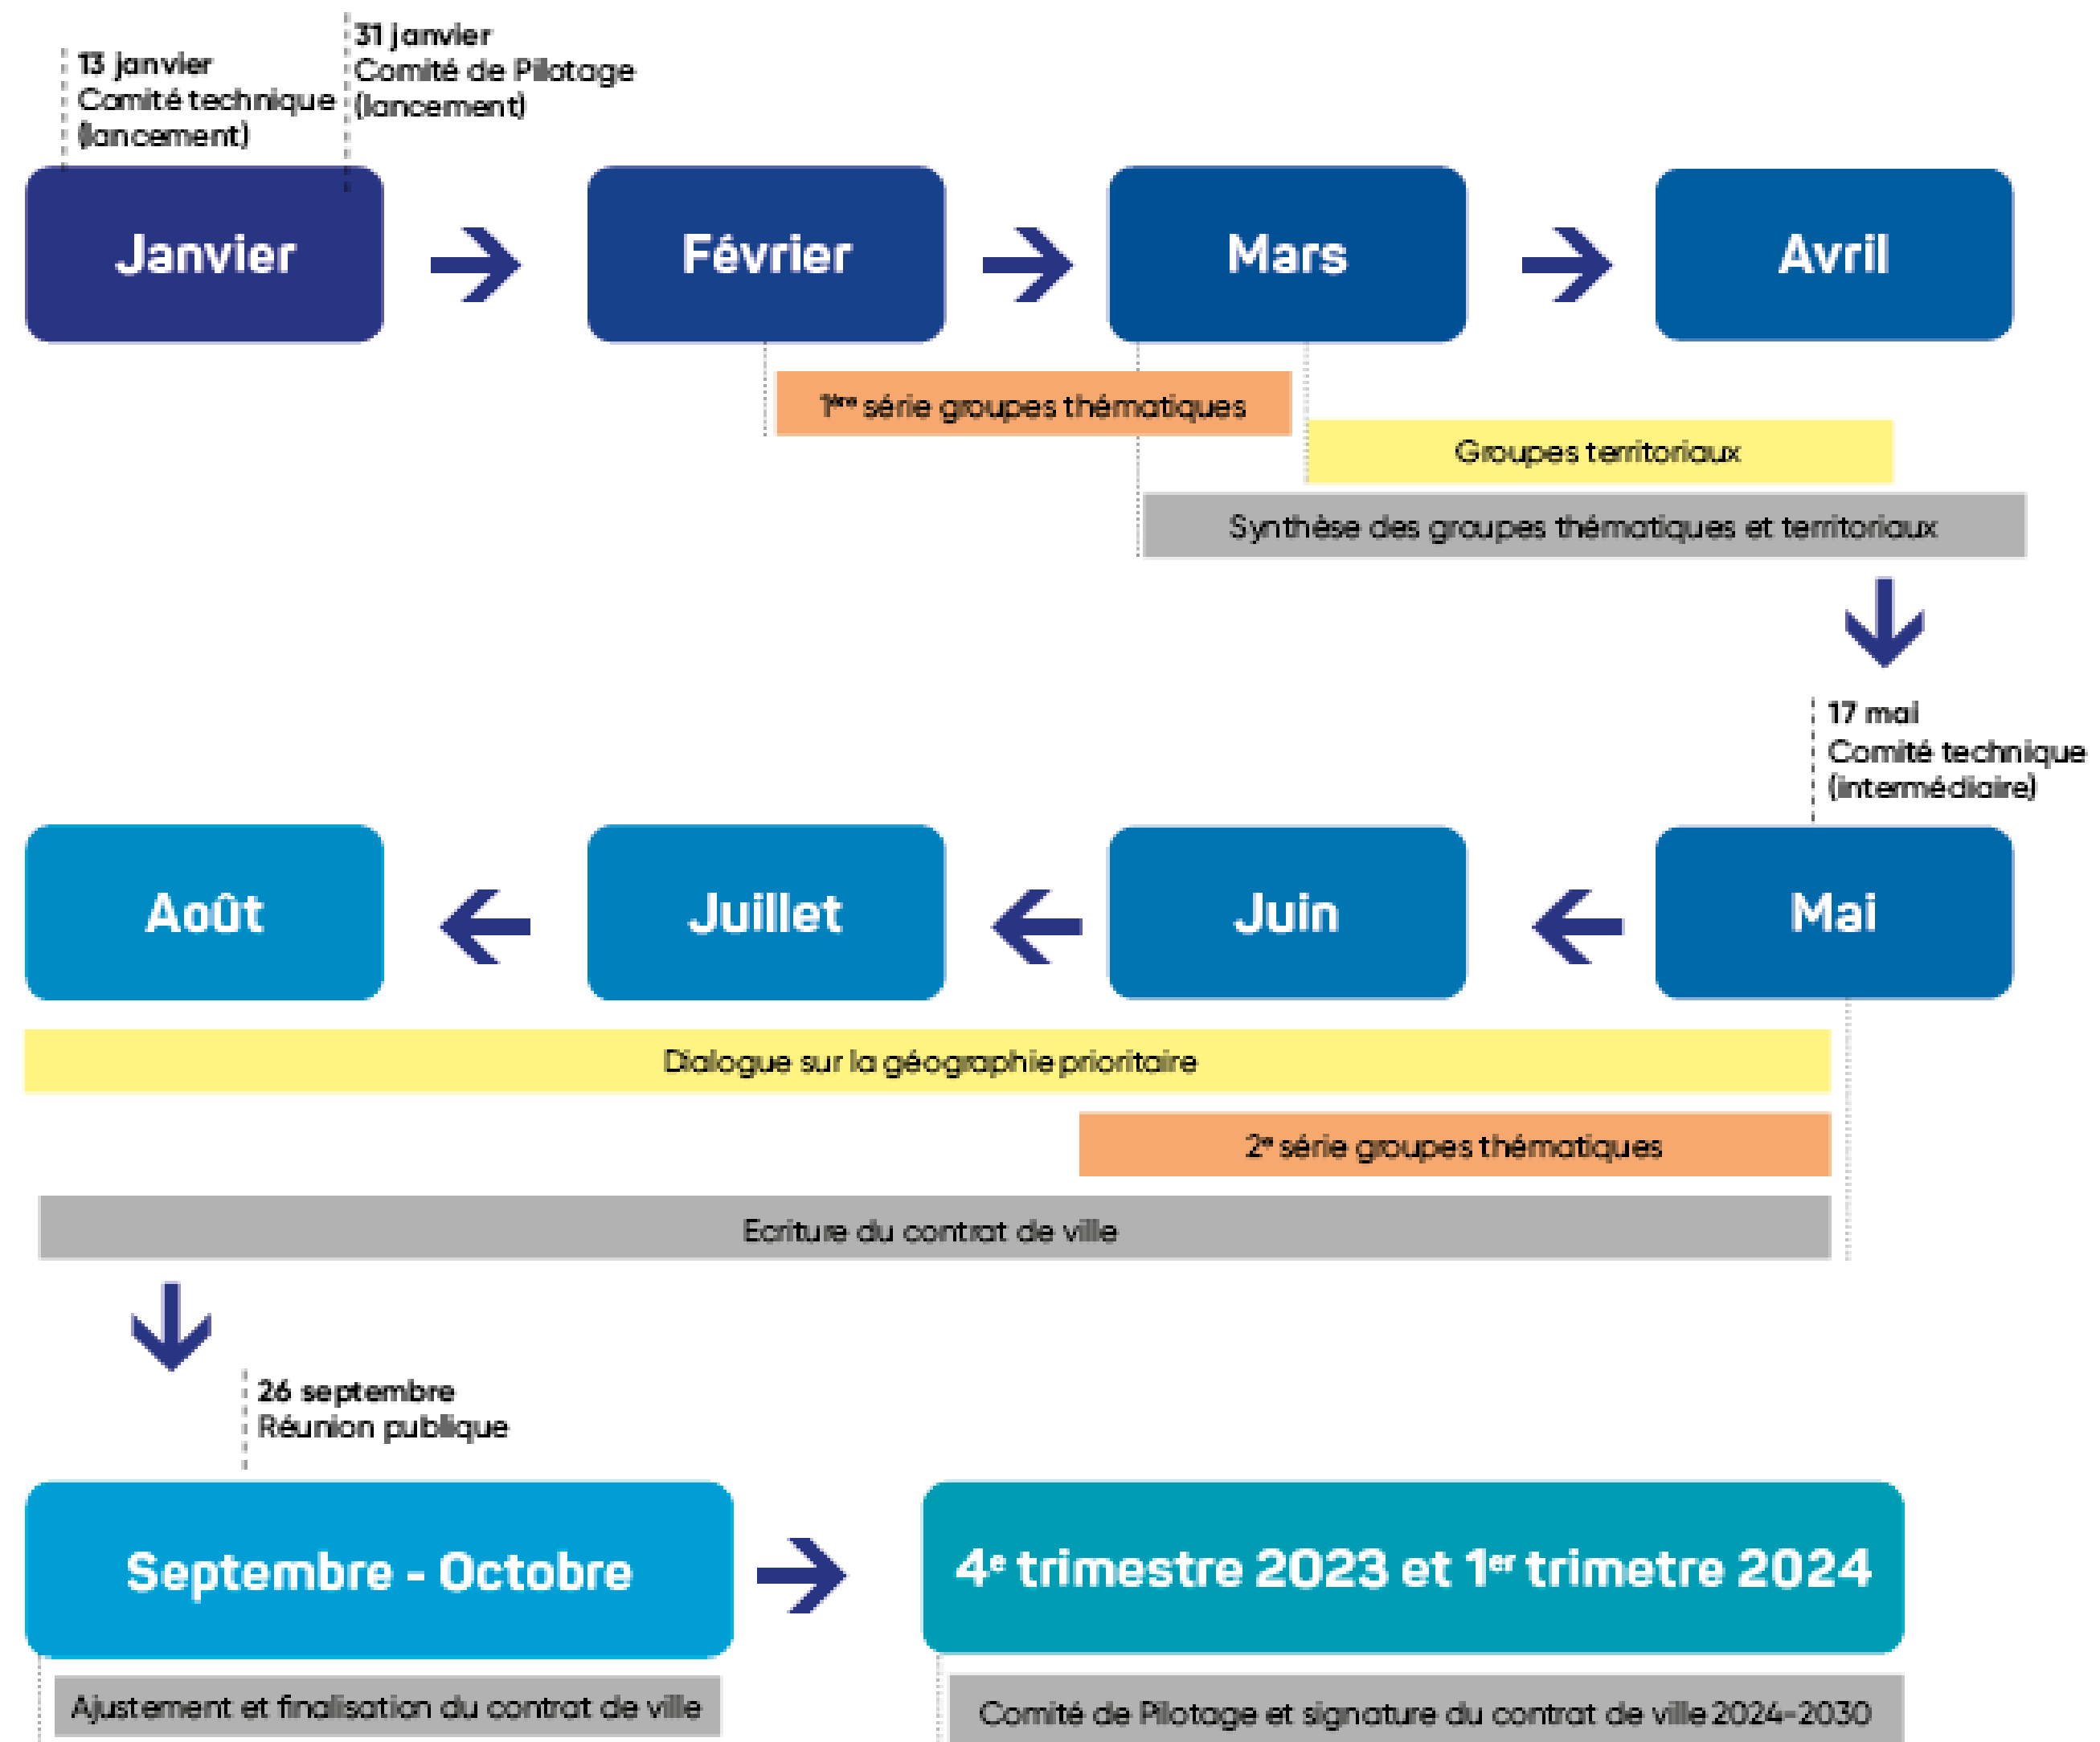 31 janvier
Comité de Pilotage
(lancement)
13 janvier
Comité technique
(lancement)
Janvier
Février
Mars
Avril
1ère série groupes thématiques
Groupes territoriaux
Synthèse des groupes thématiques et territoriaux
17 mai
Comité technique
(intermédiaire)
Août
Juillet
Juin
Mai
Dialogue sur la géographie prioritaire
2e série groupes thématiques
Ecriture du contrat de ville
26 septembre
Réunion publique
Septembre - Octobre
4e trimestre 2023 et 1er trimetre 2024
Ajustement et finalisation du contrat de ville
Comité de Pilotage et signature du contrat de ville 2024-2030